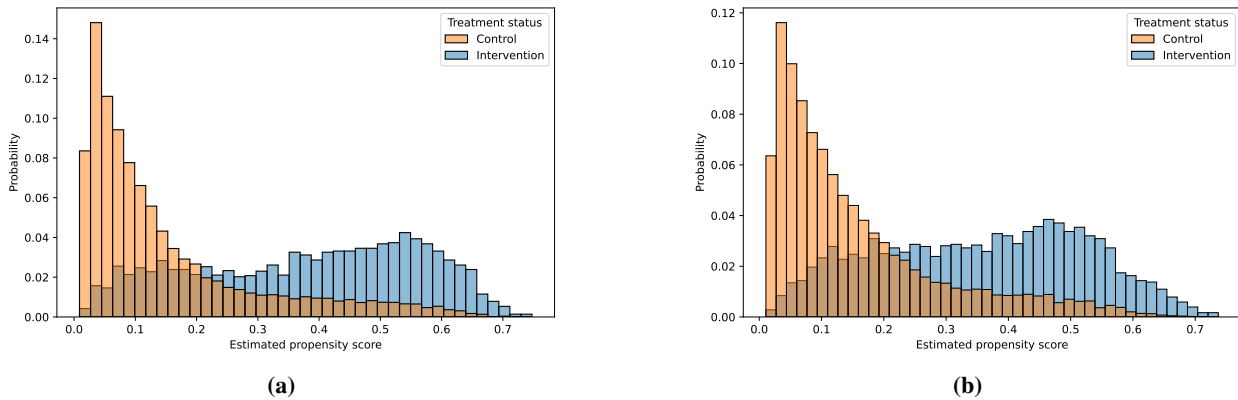 Treatment status
Control
Intervention
0.14
0.12
0.10
0.08
0.06
0.04
0.02
0.00
Probability
0.0 0.1 0.2 0.3 0.4 0.5 0.6 0.7
Estimated propensity score
(a)
Treatment status
Control
Intervention
0.12
0.10
0.08
0.06
0.04
0.02
0.00
Probability
0.0 0.1 0.2 0.3 0.4 0.5 0.6 0.7
Estimated propensity score
(b)